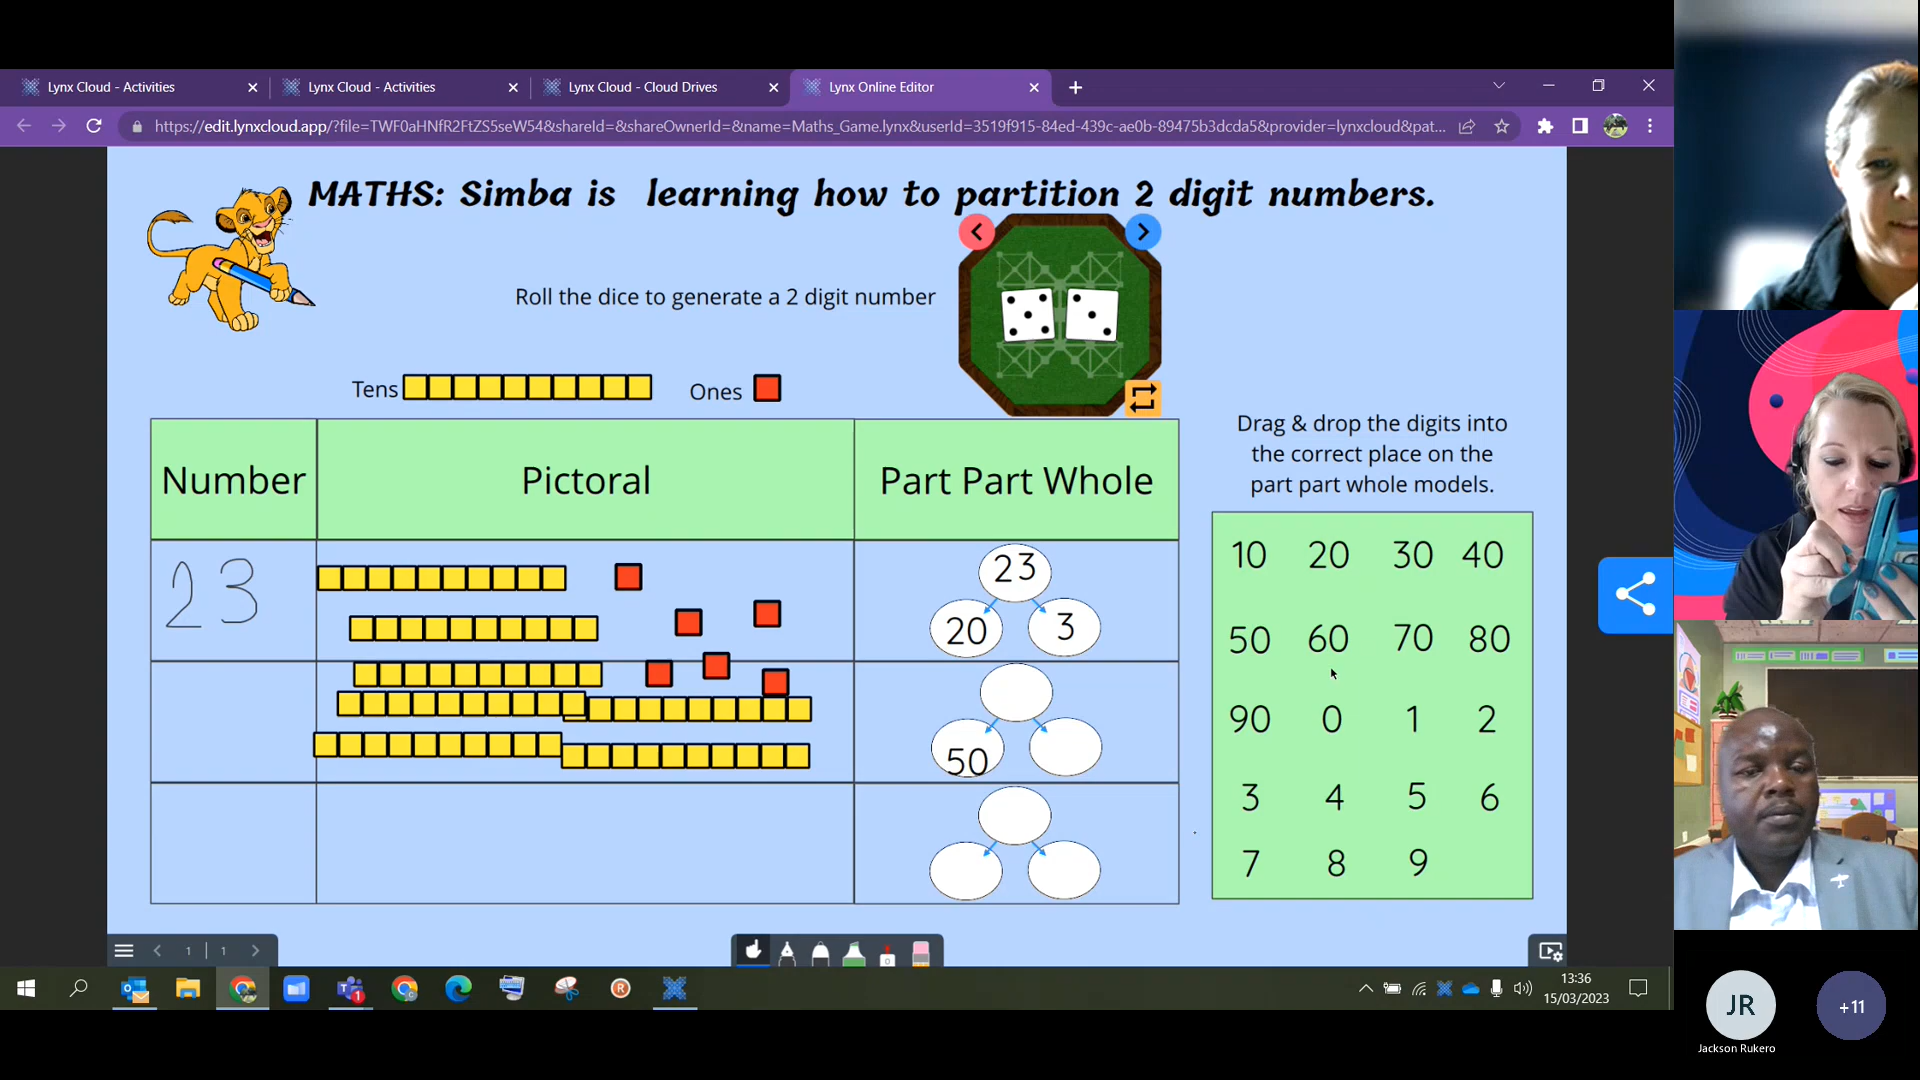 Lynx Cloud - Activities
Lynx Cloud - Activities
Lynx Cloud - Cloud Drives
Lynx Online Editor
https://edit.lynxcloud.app/?file=TWF0aHNfR2FtZS5seW54&shareId=&shareOwnerId=&name=Maths_Game.lynx&userId=3519f915-84ed-439c-ae0b-89475b3dcda5&provider=lynxcloud&pat...
MATHS: Simba is learning how to partition 2 digit numbers.
Roll the dice to generate a 2 digit number
Tens
Ones
Number
Pictoral
Part Part Whole
23
23
20 3
50
Drag & drop the digits into
the correct place on the
part part whole models.
10 20 30 40
50 60 70 80
90 0 1 2
3 4 5 6
7 8 9
1 | 1
0
1
R
13:36
15/03/2023
JR
+11
Jackson Rukero